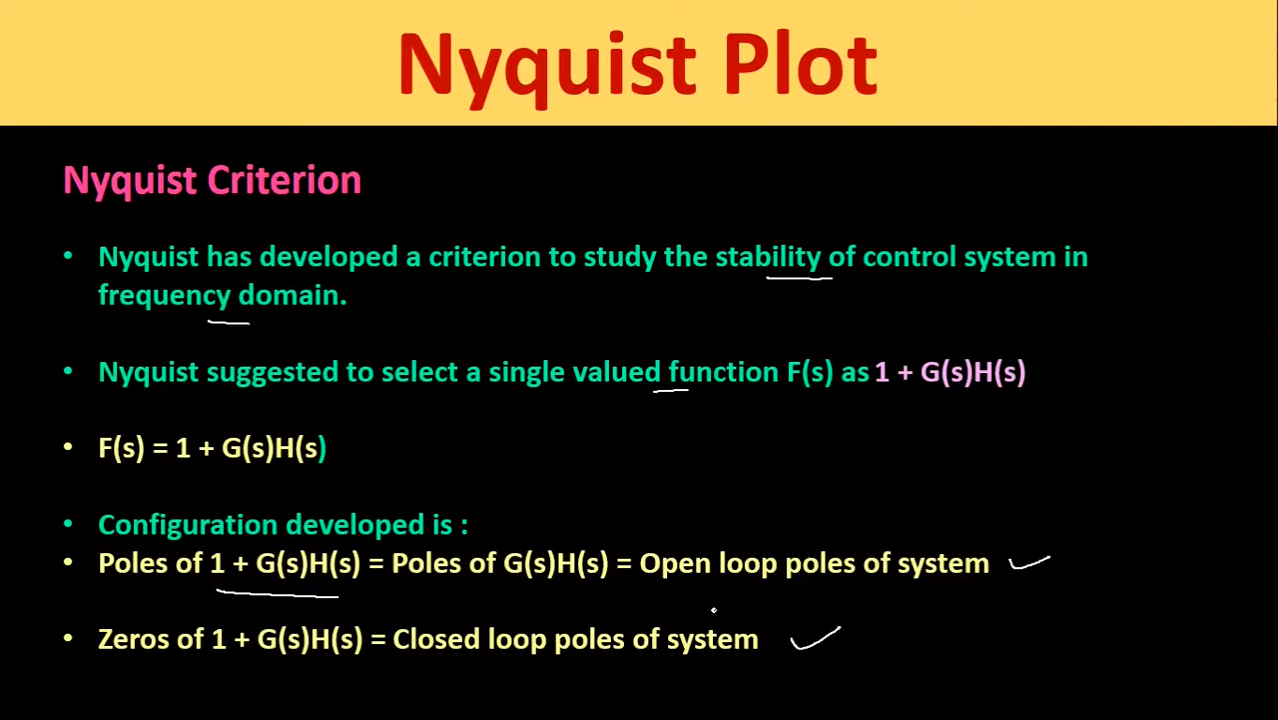 Nyquist Plot
Nyquist Criterion
• Nyquist has developed a criterion to study the stability of control system in
frequency domain.
• Nyquist suggested to select a single valued function F(s) as 1 + G(s)H(s)
• F(s) = 1 + G(s)H(s)
• Configuration developed is :
• Poles of 1 + G(s)H(s) = Poles of G(s)H(s) = Open loop poles of system
• Zeros of 1 + G(s)H(s) = Closed loop poles of system